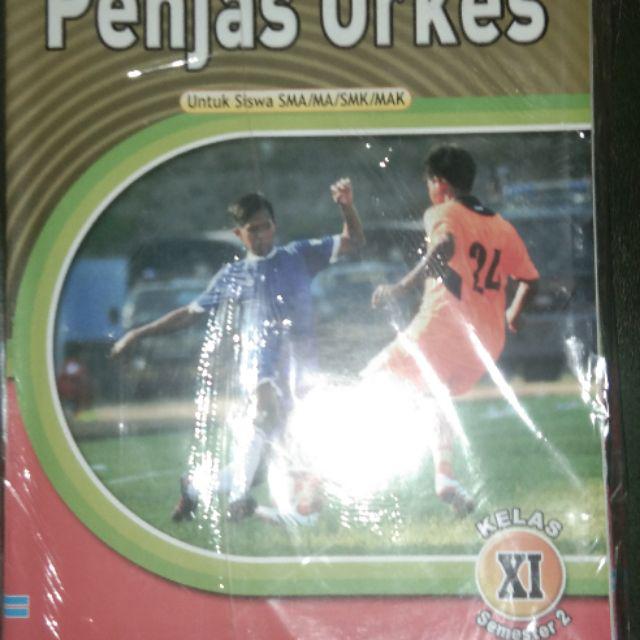 Penjas Orkes
Untuk Siswa SMA/MA/SMK/MAK
24
KELAS
XI
Semester 2